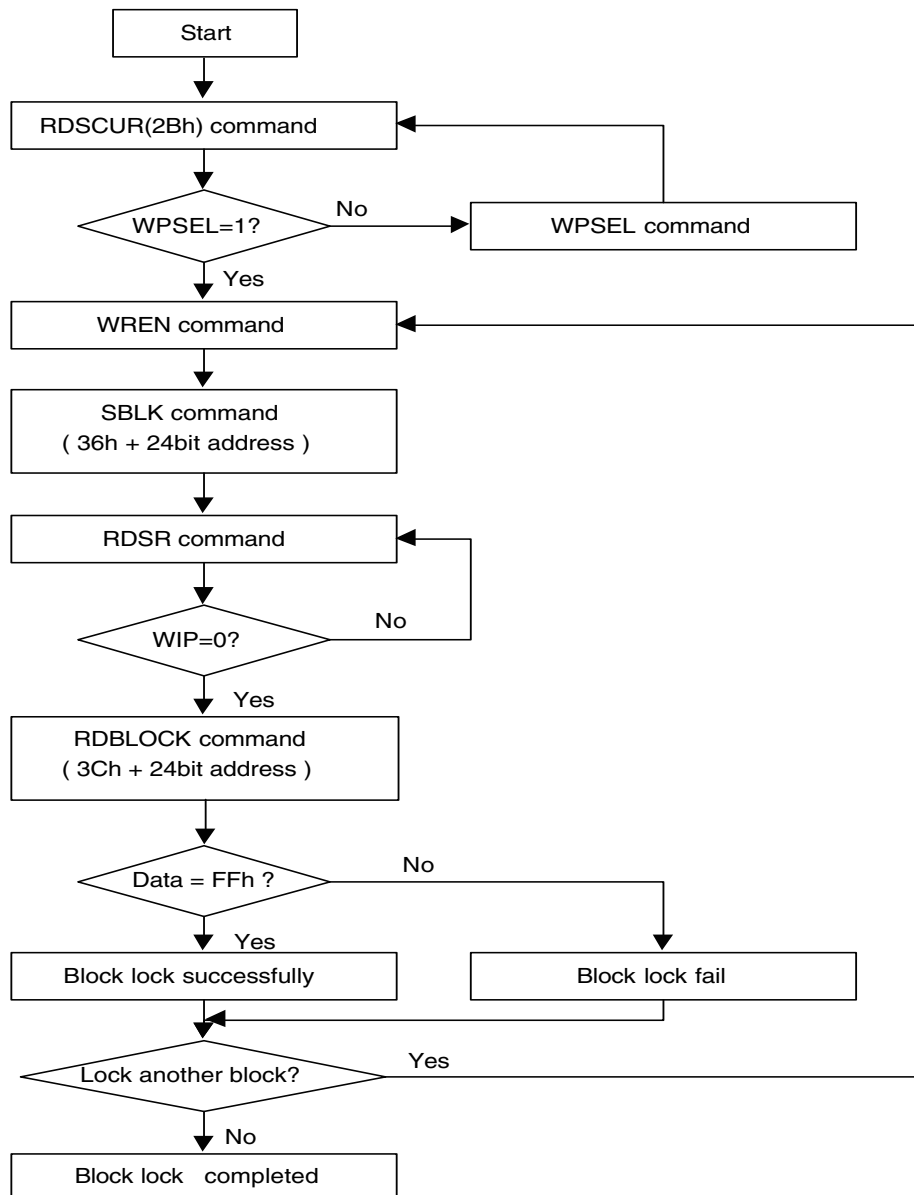 Start
RDSCUR(2Bh) command
WPSEL=1?
No
WPSEL command
Yes
WREN command
SBLK command
( 36h + 24bit address )
RDSR command
WIP=0?
No
Yes
RDBLOCK command
( 3Ch + 24bit address )
Data = FFh ?
No
Yes
Block lock successfully
Block lock fail
Lock another block?
Yes
No
Block lock completed